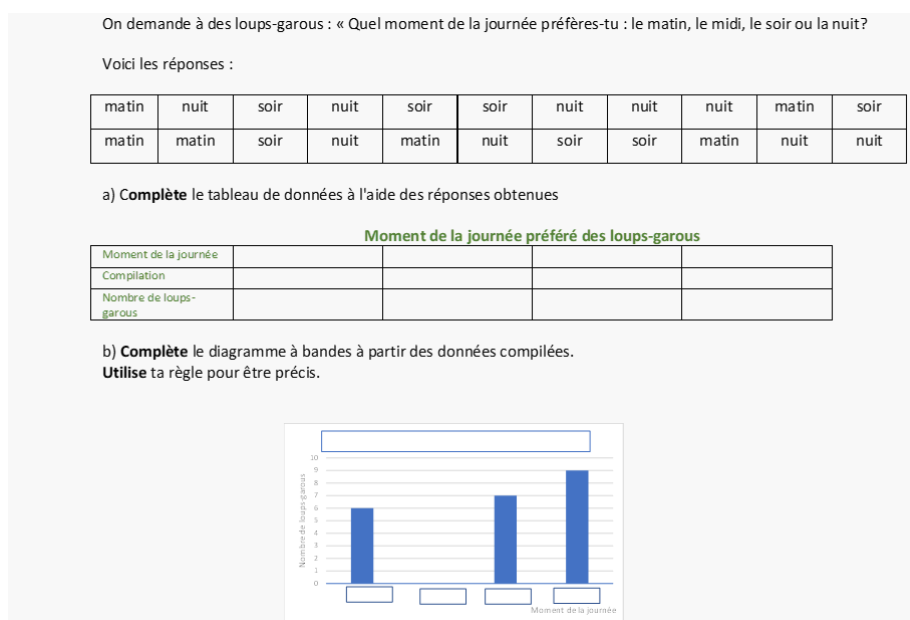 On demande à des loups-garous : « Quel moment de la journée préfères-tu : le matin, le midi, le soir ou la nuit?
Voici les réponses :
matin nuit soir nuit soir soir nuit nuit nuit matin soir
matin matin soir nuit matin nuit soir soir matin nuit nuit
a) Complète le tableau de données à l'aide des réponses obtenues
Moment de la journée préféré des loups-garous
Moment de la journée
Compilation
Nombre de loups-
garous
b) Complète le diagramme à bandes à partir des données compilées.
Utilise ta règle pour être précis.
Nombre de loups-garous
10
9
8
7
6
5
4
3
2
1
0
Moment de la journée